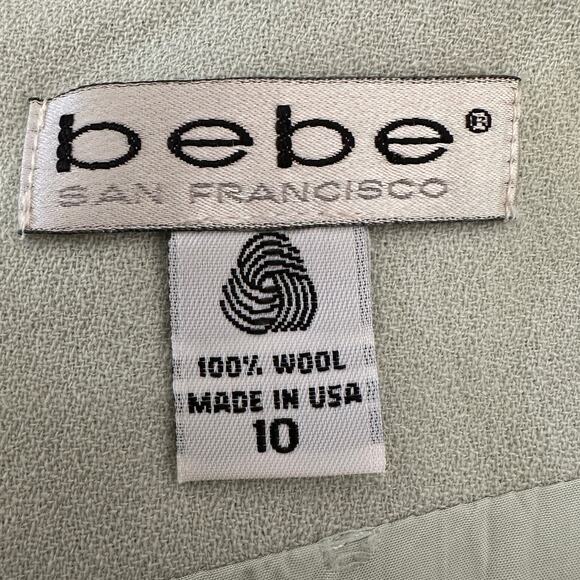 bebe®
SAN FRANCISCO
100% WOOL
MADE IN USA
10